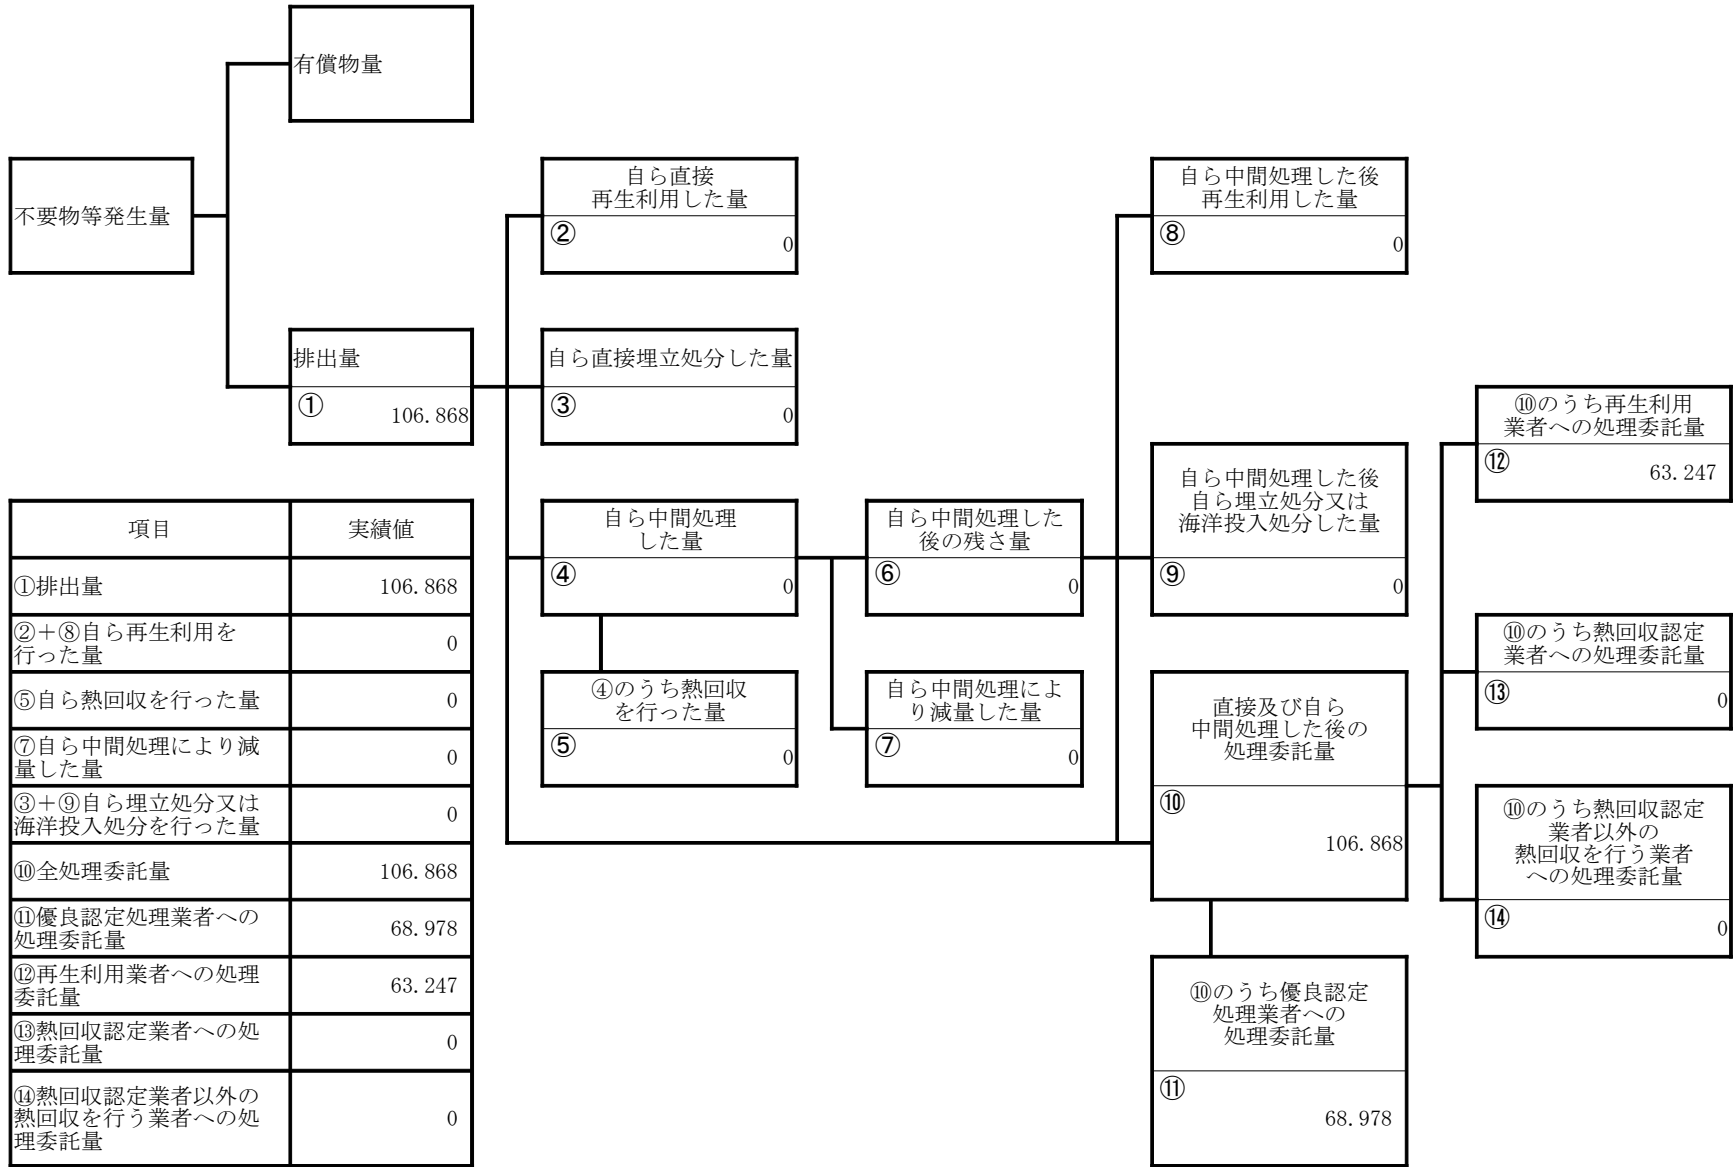 有償物量
不要物等発生量
排出量
①
106.868
自ら直接
再生利用した量
②
0
自ら直接埋立処分した量
③
0
自ら中間処理
した量
④
0
④のうち熱回収
を行った量
⑤
0
自ら中間処理した
後の残さ量
⑥
0
自ら中間処理によ
り減量した量
⑦
0
自ら中間処理した後
再生利用した量
⑧
0
自ら中間処理した後
自ら埋立処分又は
海洋投入処分した量
⑨
0
直接及び自ら
中間処理した後の
処理委託量
⑩
106.868
⑩のうち優良認定
処理業者への
処理委託量
⑪
68.978
⑩のうち再生利用
業者への処理委託量
⑫
63.247
⑩のうち熱回収認定
業者への処理委託量
⑬
0
⑩のうち熱回収認定
業者以外の
熱回収を行う業者
への処理委託量
⑭
0
項目 実績値
①排出量 106.868
②＋⑧自ら再生利用を
行った量 0
⑤自ら熱回収を行った量 0
⑦自ら中間処理により減
量した量 0
③＋⑨自ら埋立処分又は
海洋投入処分を行った量 0
⑩全処理委託量 106.868
⑪優良認定処理業者への
処理委託量 68.978
⑫再生利用業者への処理
委託量 63.247
⑬熱回収認定業者への処
理委託量 0
⑭熱回収認定業者以外の
熱回収を行う業者への処
理委託量 0